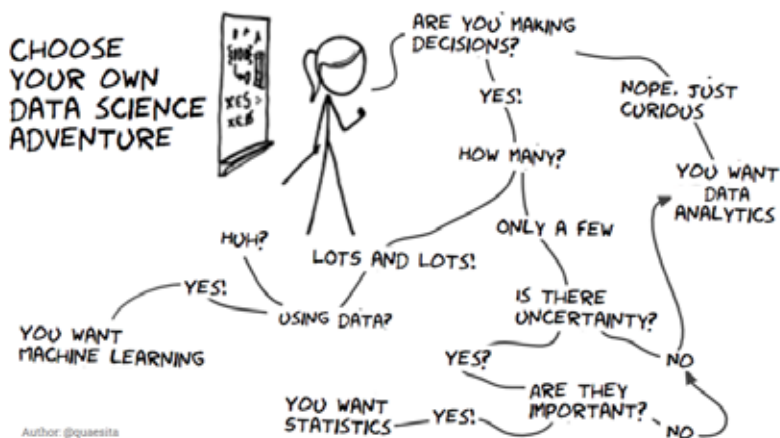 CHOOSE
YOUR OWN
DATA SCIENCE
ADVENTURE
ARE YOU MAKING
DECISIONS?
YES!
NOPE, JUST
CURIOUS
HOW MANY?
YOU WANT
DATA
ANALYTICS
ONLY A FEW
HUH?
LOTS AND LOTS!
YES!
USING DATA?
IS THERE
UNCERTAINTY?
YOU WANT
MACHINE LEARNING
YES?
NO
ARE THEY
IMPORTANT?
YOU WANT
STATISTICS
YES!
NO
Author: @quaesita